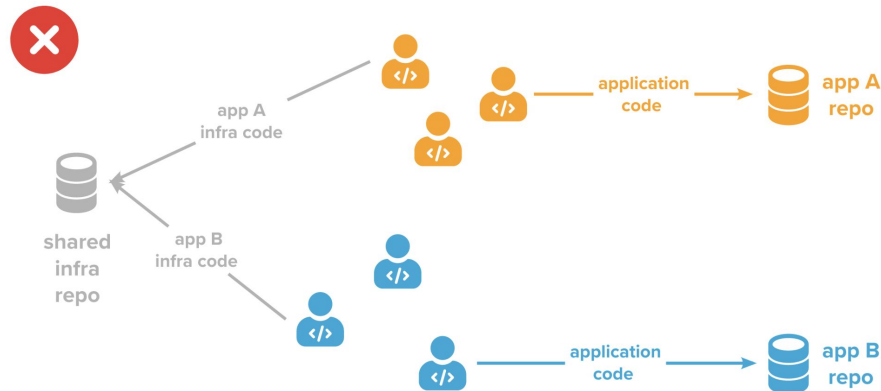 app A
infra code
application
code
app A
repo
</>
</>
</>
shared
infra
repo
app B
infra code
</>
</>
</>
application
code
app B
repo